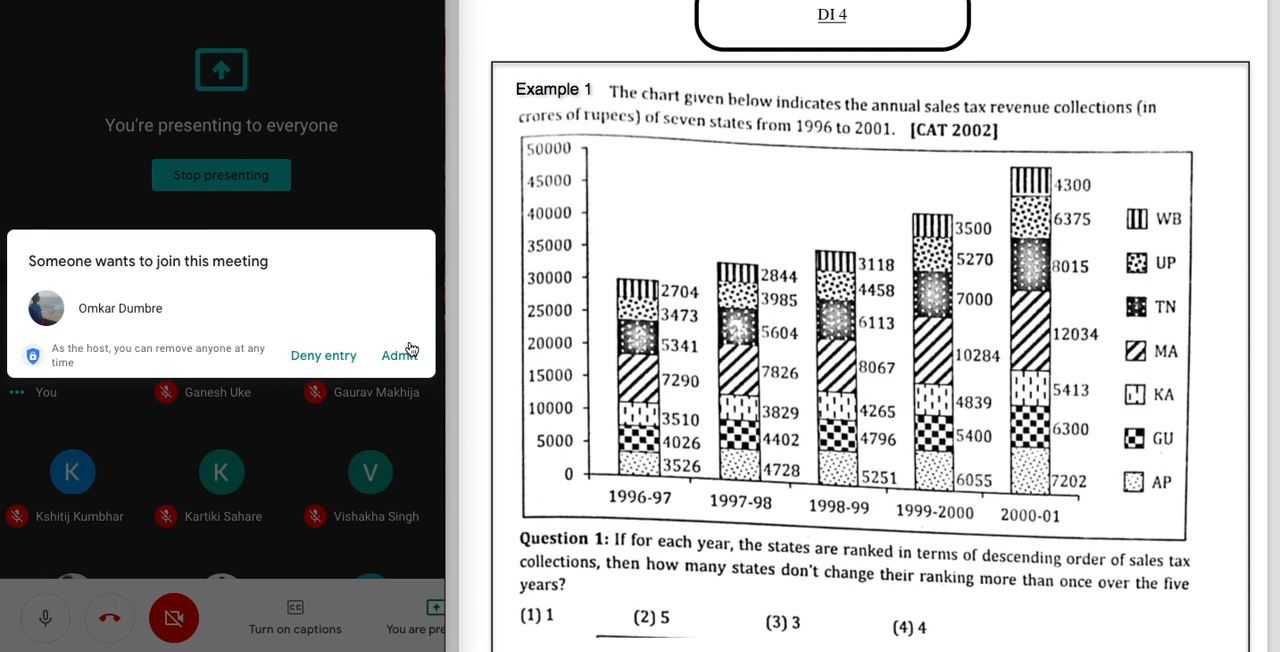 You're presenting to everyone
Stop presenting
Someone wants to join this meeting
Omkar Dumbre
As the host, you can remove anyone at any
time
Deny entry
Admit
You
Ganesh Uke
Gaurav Makhija
K
K
V
Kshitij Kumbhar
Kartiki Sahare
Vishakha Singh
CC
Turn on captions
You are pre
DI 4
Example 1 The chart given below indicates the annual sales tax revenue collections (in
crores of rupees) of seven states from 1996 to 2001. [CAT 2002]
50000
45000
40000
35000
30000
25000
20000
15000
10000
5000
0
2704
3473
5341
7290
3510
4026
3526
2844
3985
5604
7826
3829
4402
4728
3118
4458
6113
8067
4265
4796
5251
3500
5270
7000
10284
4839
5400
6055
4300
6375
8015
12034
5413
6300
7202
WB
UP
TN
MA
KA
GU
AP
1996-97
1997-98
1998-99
1999-2000
2000-01
Question 1: If for each year, the states are ranked in terms of descending order of sales tax
collections, then how many states don't change their ranking more than once over the five
years?
(1) 1 (2) 5 (3) 3 (4) 4